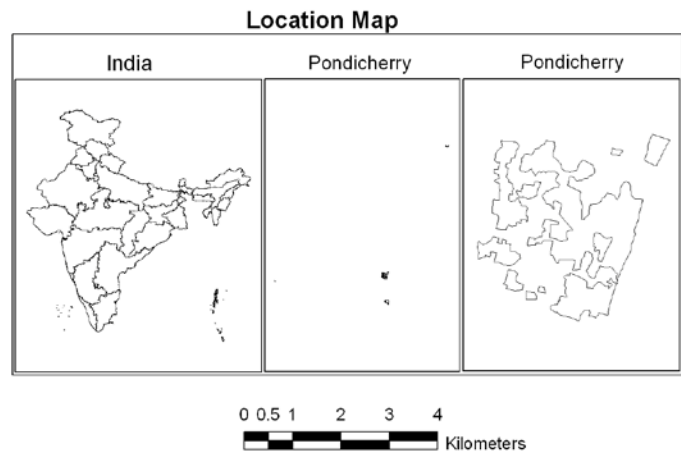 Location Map
India
Pondicherry
Pondicherry
0 0.5 1 2 3 4
Kilometers